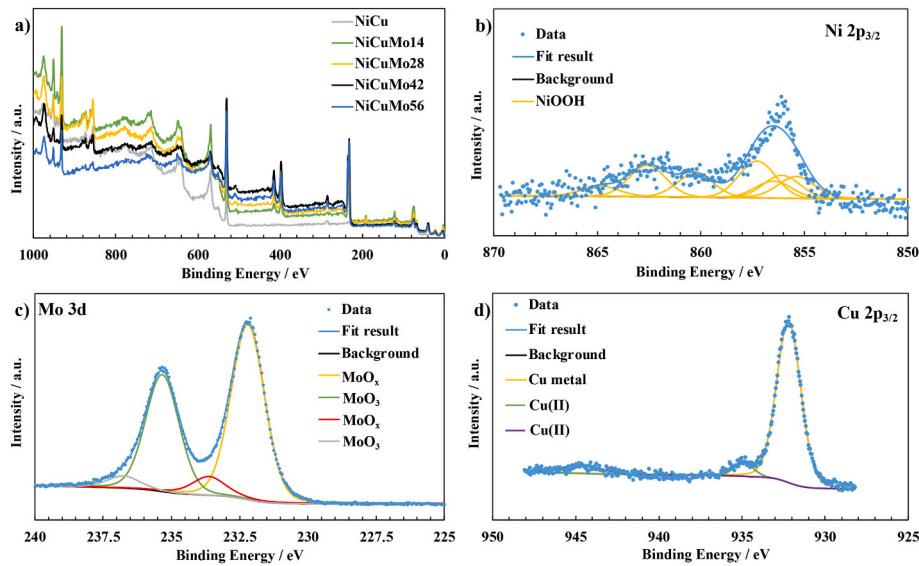 a)
NiCu
NiCuMo14
NiCuMo28
NiCuMo42
NiCuMo56
Intensity / a.u.
1000 800 600 400 200 0
Binding Energy / eV
b)
Ni 2p3/2
Data
Fit result
Background
NiOOH
Intensity / a.u.
870 865 860 855 850
Binding Energy / eV
c)
Mo 3d
Data
Fit result
Background
MoOx
MoO3
MoOx
MoO3
Intensity / a.u.
240 237.5 235 232.5 230 227.5 225
Binding Energy / eV
d)
Cu 2p3/2
Data
Fit result
Background
Cu metal
Cu(II)
Cu(II)
Intensity / a.u.
950 945 940 935 930 925
Binding Energy / eV